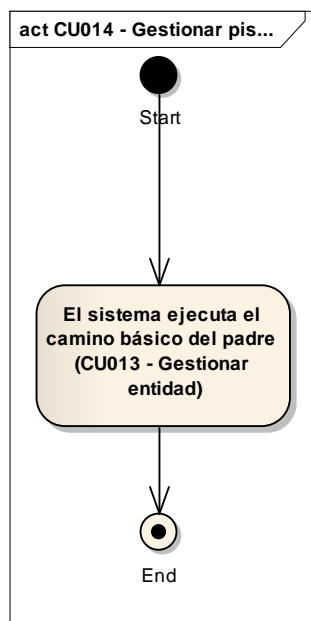 act CU014 - Gestionar pis...
Start
El sistema ejecuta el
camino básico del padre
(CU013 - Gestionar
entidad)
End